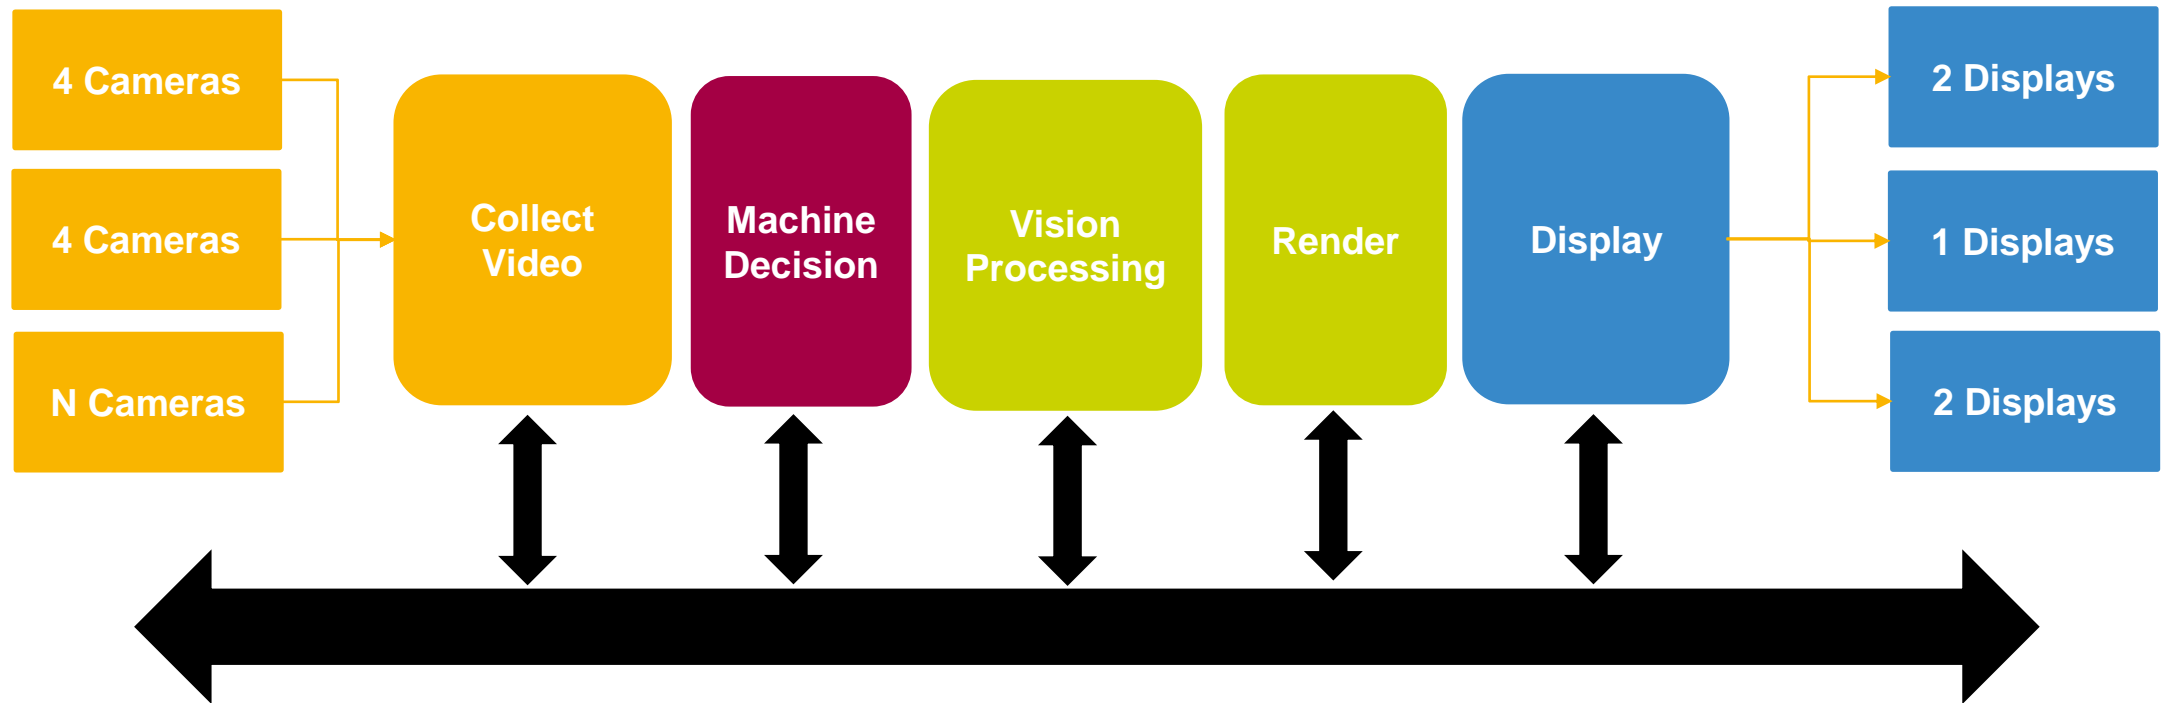 4 Cameras
4 Cameras
N Cameras
Collect
Video
Machine
Decision
Vision
Processing
Render
Display
2 Displays
1 Displays
2 Displays